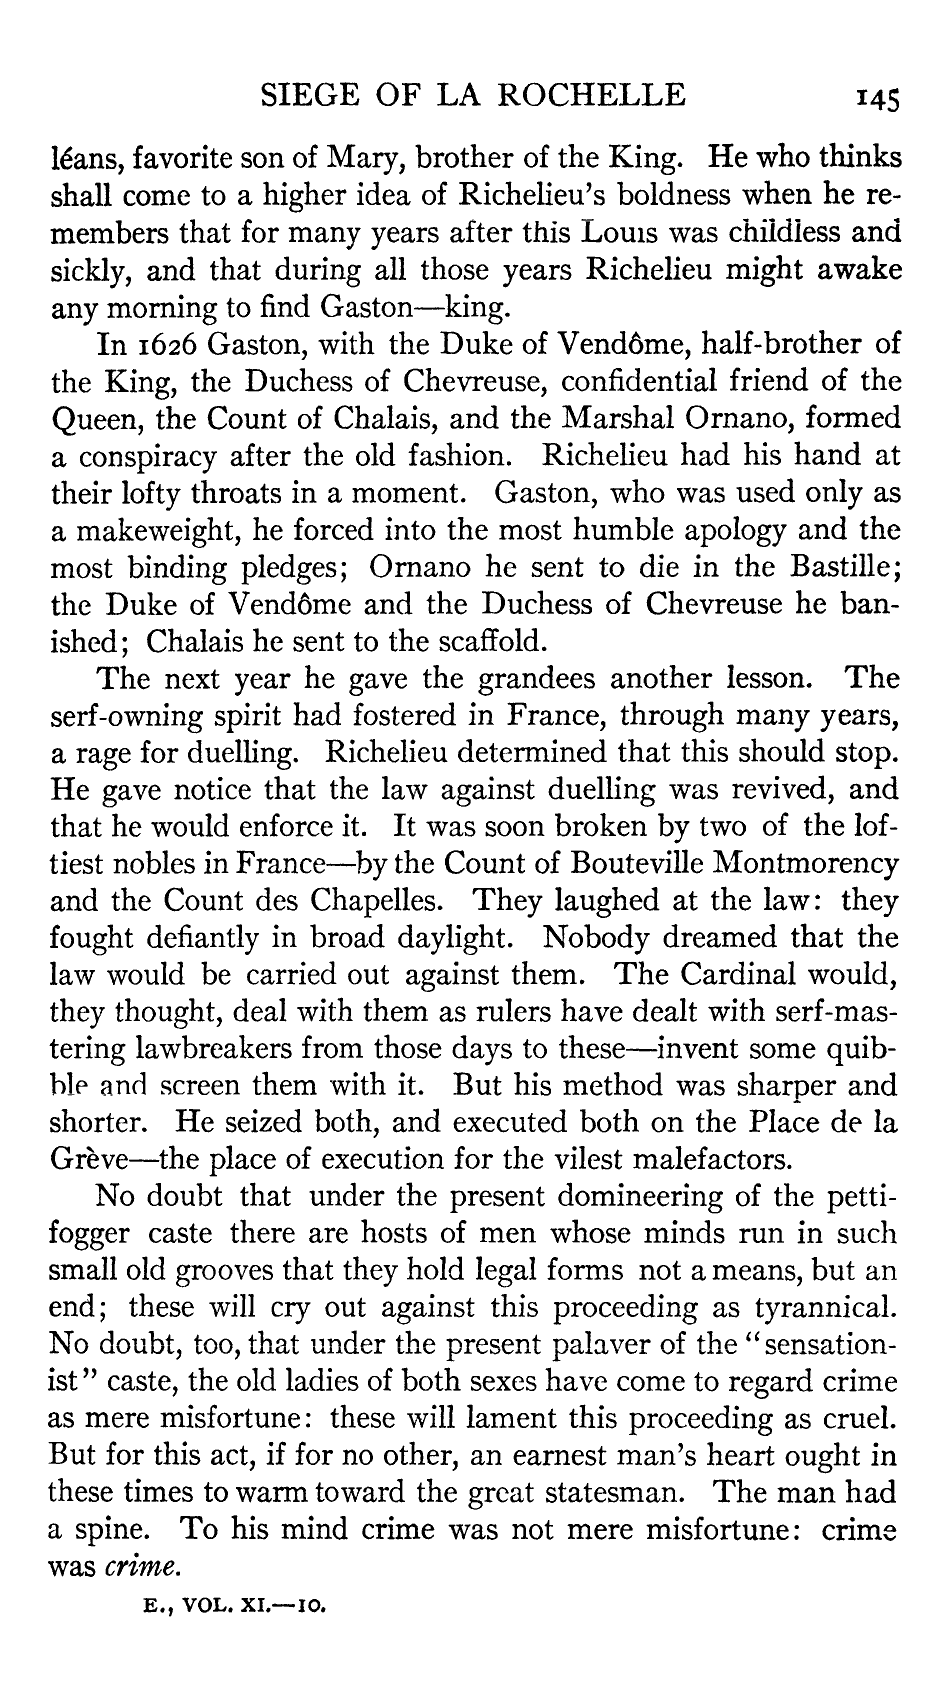 SIEGE OF LA ROCHELLE 145
léans, favorite son of Mary, brother of the King. He who thinks
shall come to a higher idea of Richelieu's boldness when he re-
members that for many years after this Louis was childless and
sickly, and that during all those years Richelieu might awake
any morning to find Gaston—king.
In 1626 Gaston, with the Duke of Vendôme, half-brother of
the King, the Duchess of Chevreuse, confidential friend of the
Queen, the Count of Chalais, and the Marshal Ornano, formed
a conspiracy after the old fashion. Richelieu had his hand at
their lofty throats in a moment. Gaston, who was used only as
a makeweight, he forced into the most humble apology and the
most binding pledges; Ornano he sent to die in the Bastille;
the Duke of Vendôme and the Duchess of Chevreuse he ban-
ished; Chalais he sent to the scaffold.
The next year he gave the grandees another lesson. The
serf-owning spirit had fostered in France, through many years,
a rage for duelling. Richelieu determined that this should stop.
He gave notice that the law against duelling was revived, and
that he would enforce it. It was soon broken by two of the lof-
tiest nobles in France—by the Count of Bouteville Montmorency
and the Count des Chapelles. They laughed at the law: they
fought defiantly in broad daylight. Nobody dreamed that the
law would be carried out against them. The Cardinal would,
they thought, deal with them as rulers have dealt with serf-mas-
tering lawbreakers from those days to these—invent some quib-
ble and screen them with it. But his method was sharper and
shorter. He seized both, and executed both on the Place de la
Grève—the place of execution for the vilest malefactors.
No doubt that under the present domineering of the petti-
fogger caste there are hosts of men whose minds run in such
small old grooves that they hold legal forms not a means, but an
end; these will cry out against this proceeding as tyrannical.
No doubt, too, that under the present palaver of the "sensation-
ist" caste, the old ladies of both sexes have come to regard crime
as mere misfortune: these will lament this proceeding as cruel.
But for this act, if for no other, an earnest man's heart ought in
these times to warm toward the great statesman. The man had
a spine. To his mind crime was not mere misfortune: crime
was crime.
E., VOL. XI.—10.